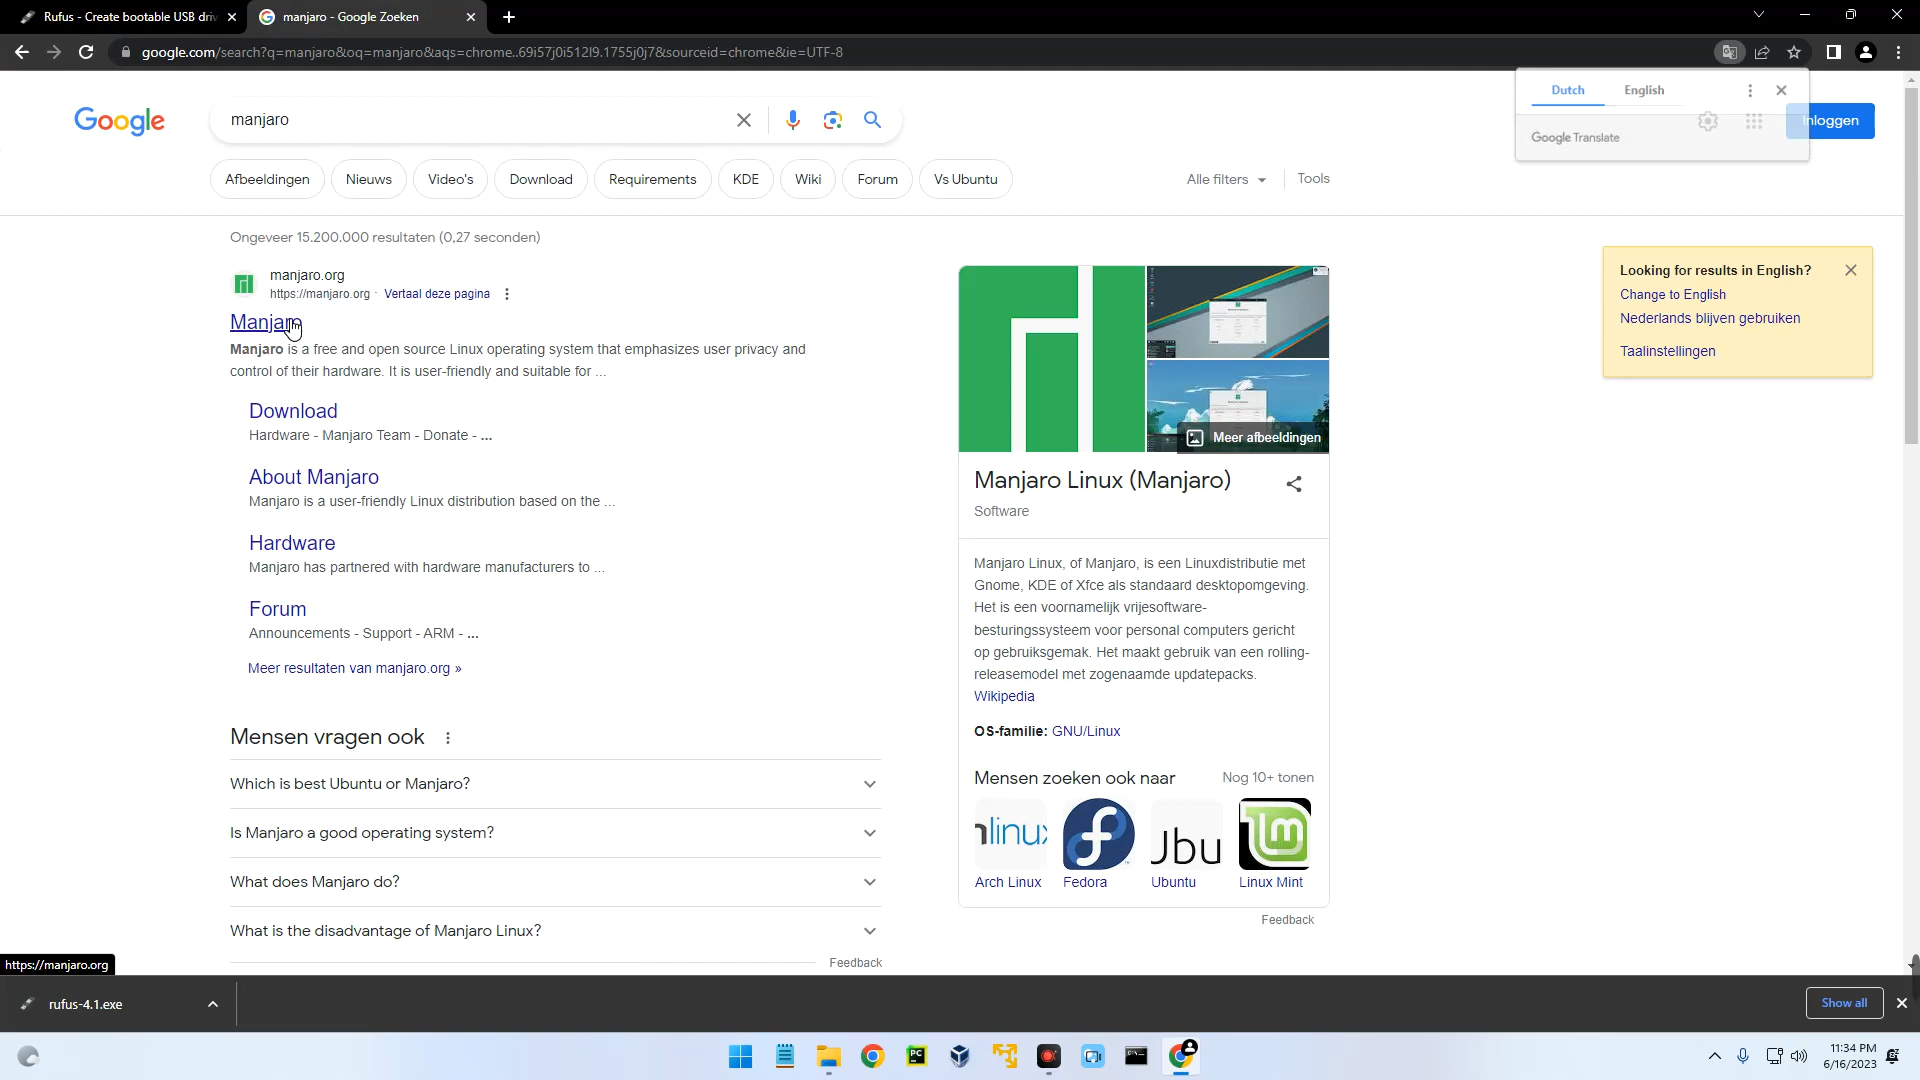 Rufus - Create bootable USB driv
manjaro - Google Zoeken
google.com/search?q=manjaro&oq=manjaro&aqs=chrome..69i57j0i512l9.1755j0j7&sourceid=chrome&ie=UTF-8
Dutch
English
Google Translate
Inloggen
Google
manjaro
Afbeeldingen
Nieuws
Video's
Download
Requirements
KDE
Wiki
Forum
Vs Ubuntu
Alle filters
Tools
Ongeveer 15.200.000 resultaten (0,27 seconden)
manjaro.org
https://manjaro.org · Vertaal deze pagina
Manjaro
Manjaro is a free and open source Linux operating system that emphasizes user privacy and
control of their hardware. It is user-friendly and suitable for ...
Download
Hardware - Manjaro Team - Donate - ...
About Manjaro
Manjaro is a user-friendly Linux distribution based on the ...
Hardware
Manjaro has partnered with hardware manufacturers to ...
Forum
Announcements - Support - ARM - ...
Meer resultaten van manjaro.org »
Mensen vragen ook
Which is best Ubuntu or Manjaro?
Is Manjaro a good operating system?
What does Manjaro do?
What is the disadvantage of Manjaro Linux?
Feedback
Meer afbeeldingen
Manjaro Linux (Manjaro)
Software
Manjaro Linux, of Manjaro, is een Linuxdistributie met
Gnome, KDE of Xfce als standaard desktopomgeving.
Het is een voornamelijk vrijesoftware-
besturingssysteem voor personal computers gericht
op gebruiksgemak. Het maakt gebruik van een rolling-
releasemodel met zogenaamde updatepacks.
Wikipedia
OS-familie: GNU/Linux
Mensen zoeken ook naar
Nog 10+ tonen
Arch Linux
Fedora
Ubuntu
Linux Mint
Feedback
Looking for results in English?
Change to English
Nederlands blijven gebruiken
Taalinstellingen
https://manjaro.org
rufus-4.1.exe
Show all
11:34 PM
6/16/2023